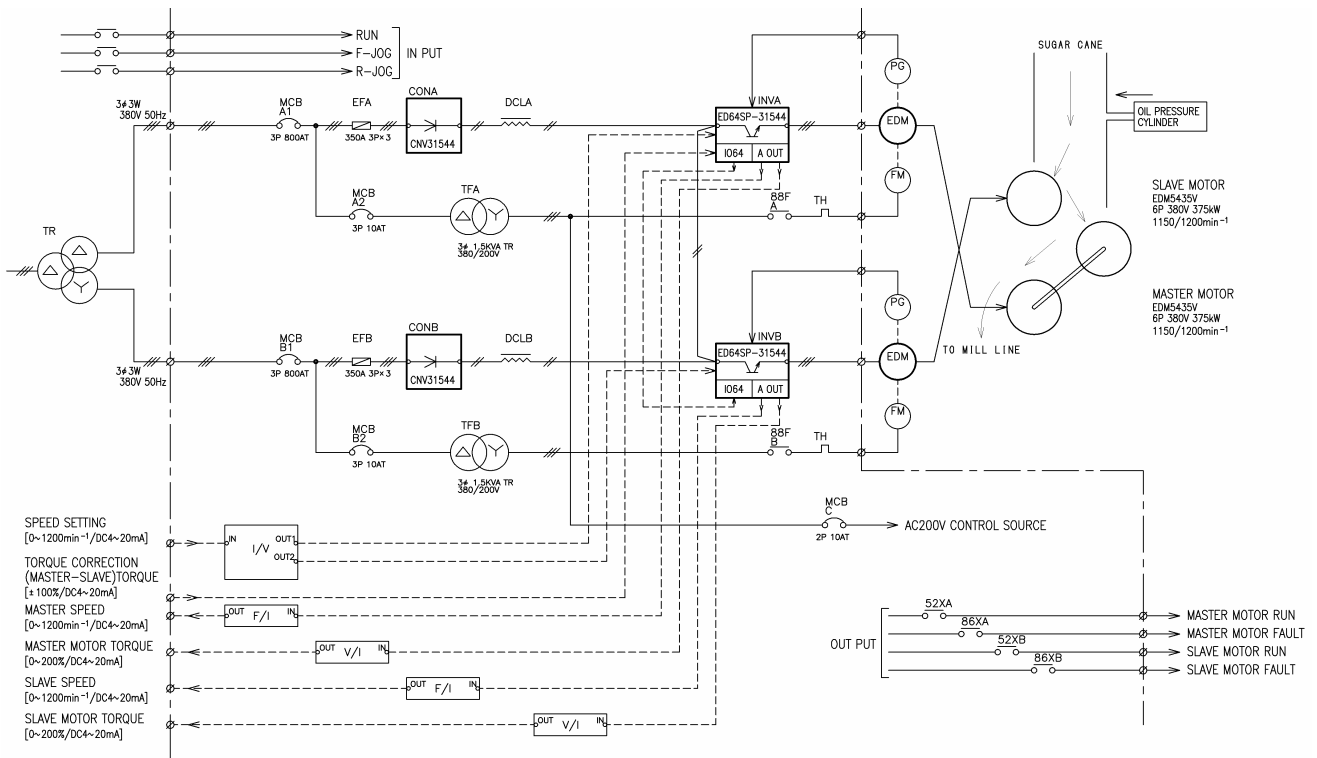 RUN
F-JOG
R-JOG
IN PUT
3φ3W
380V 50Hz
MCB
A1
3P 800AT
EFA
350A 3P×3
CONA
CNV31544
DCLA
INVA
ED64SP-31544
IO64
A OUT
PG
EDM
FM
SUGAR CANE
OIL PRESSURE
CYLINDER
MCB
A2
3P 10AT
TFA
3φ 1.5KVA TR
380/200V
88F
A
TH
SLAVE MOTOR
EDM5435V
6P 380V 375kW
1150/1200min⁻¹
TR
MASTER MOTOR
EDM5435V
6P 380V 375kW
1150/1200min⁻¹
TO MILL LINE
3φ3W
380V 50Hz
MCB
B1
3P 800AT
EFB
350A 3P×3
CONB
CNV31544
DCLB
INVB
ED64SP-31544
IO64
A OUT
PG
EDM
FM
MCB
B2
3P 10AT
TFB
3φ 1.5KVA TR
380/200V
88F
B
TH
MCB
C
2P 10AT
AC200V CONTROL SOURCE
SPEED SETTING
[0~1200min⁻¹/DC4~20mA]
IN
I/V
OUT1
OUT2
TORQUE CORRECTION
(MASTER-SLAVE)TORQUE
[±100%/DC4~20mA]
MASTER SPEED
[0~1200min⁻¹/DC4~20mA]
OUT
F/I
IN
MASTER MOTOR TORQUE
[0~200%/DC4~20mA]
OUT
V/I
IN
SLAVE SPEED
[0~1200min⁻¹/DC4~20mA]
OUT
F/I
IN
SLAVE MOTOR TORQUE
[0~200%/DC4~20mA]
OUT
V/I
IN
OUT PUT
52XA
MASTER MOTOR RUN
86XA
MASTER MOTOR FAULT
52XB
SLAVE MOTOR RUN
86XB
SLAVE MOTOR FAULT